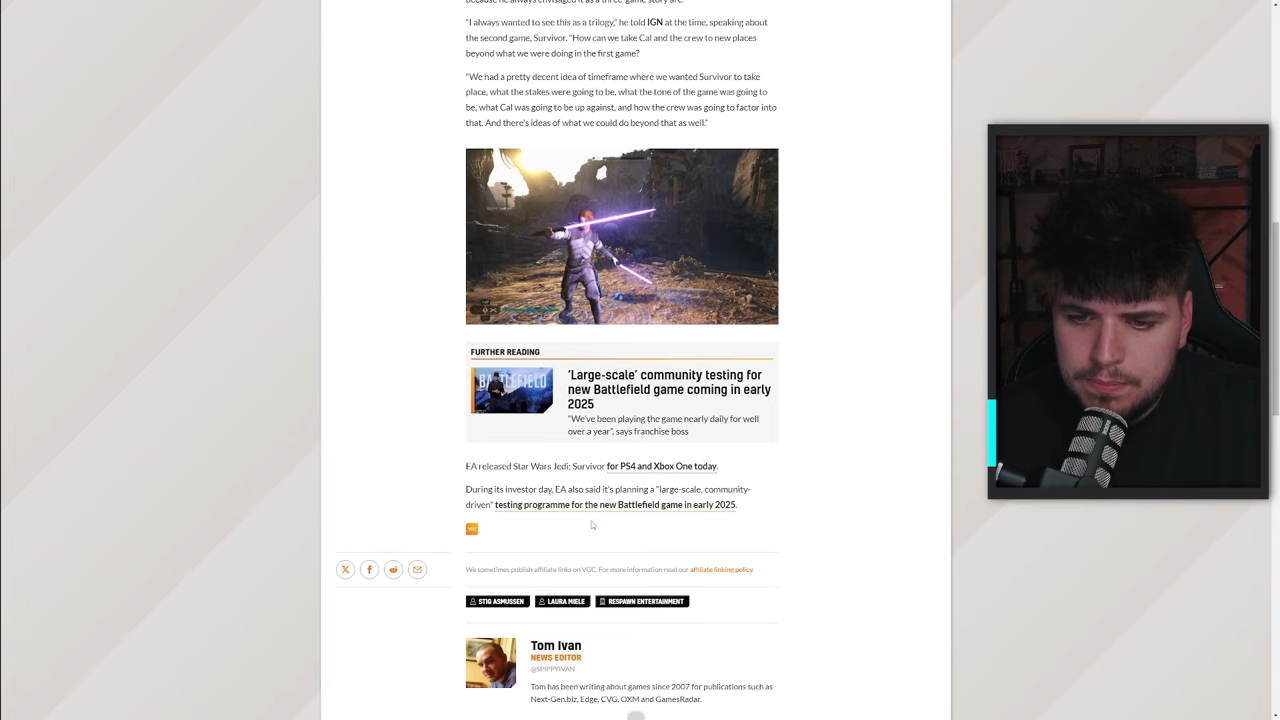 “I always wanted to see this as a trilogy,” he told IGN at the time, speaking about
the second game, Survivor. “How can we take Cal and the crew to new places
beyond what we were doing in the first game?
“We had a pretty decent idea of timeframe where we wanted Survivor to take
place, what the stakes were going to be, what the tone of the game was going to
be, what Cal was going to be up against, and how the crew was going to factor into
that. And there’s ideas of what we could do beyond that as well.”
FURTHER READING
BATTLEFIELD
‘Large-scale’ community testing for
new Battlefield game coming in early
2025
“We’ve been playing the game nearly daily for well
over a year”, says franchise boss
EA released Star Wars Jedi: Survivor for PS4 and Xbox One today.
During its investor day, EA also said it’s planning a “large-scale, community-
driven” testing programme for the new Battlefield game in early 2025.
VGC
We sometimes publish affiliate links on VGC. For more information read our affiliate linking policy.
STIG ASMUSSEN LAURA MIELE RESPAWN ENTERTAINMENT
Tom Ivan
NEWS EDITOR
@SPIPPYIVAN
Tom has been writing about games since 2007 for publications such as
Next-Gen.biz, Edge, CVG, OXM and GamesRadar.